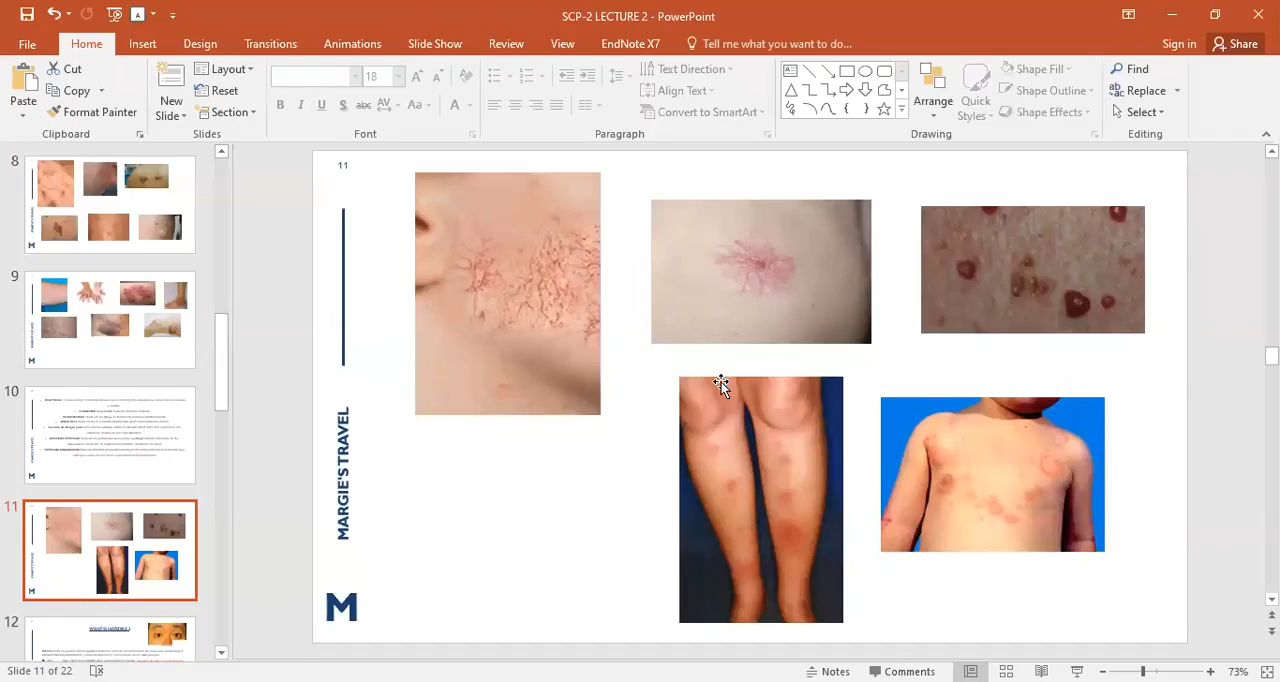 SCP-2 LECTURE 2 - PowerPoint
File Home Insert Design Transitions Animations Slide Show Review View EndNote X7 Tell me what you want to do... Sign in Share
Paste Cut Copy Format Painter
Clipboard
New Slide Layout Reset Section
Slides
18
B I U S abc AV Aa A
Font
Text Direction Align Text Convert to SmartArt
Paragraph
Arrange Quick Styles Shape Fill Shape Outline Shape Effects
Drawing
Find Replace Select
Editing
8
9
10
11
12
11
MARGIE'S TRAVEL
M
Slide 11 of 22 Notes Comments 73%